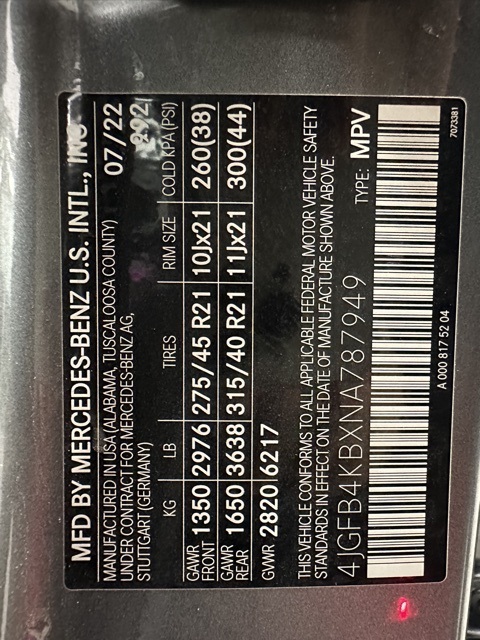 MFD BY MERCEDES-BENZ U.S. INTL., INC
MANUFACTURED IN USA (ALABAMA, TUSCALOOSA COUNTY) 07/22
UNDER CONTRACT FOR MERCEDES-BENZ AG,
STUTTGART (GERMANY)
KG LB TIRES RIM SIZE COLD KPA (PSI)
GAWR FRONT 1350 2976 275/45 R21 10Jx21 260(38)
GAWR REAR 1650 3638 315/40 R21 11Jx21 300(44)
GVWR 2820 6217
THIS VEHICLE CONFORMS TO ALL APPLICABLE FEDERAL MOTOR VEHICLE SAFETY
STANDARDS IN EFFECT ON THE DATE OF MANUFACTURE SHOWN ABOVE.
4JGFB4KBXNA787949 TYPE: MPV
A 000 817 52 04
7073381